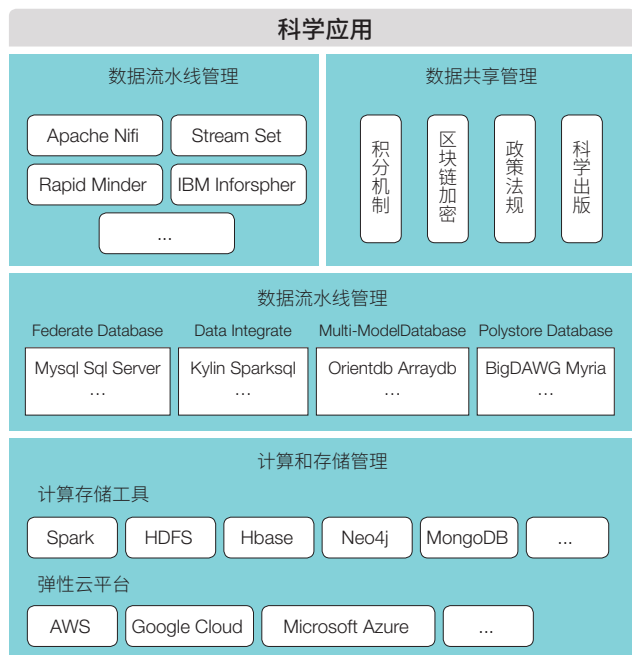 科学应用
数据流水线管理
Apache Nifi
Stream Set
Rapid Minder
IBM Inforspher
...
数据共享管理
积分机制
区块链加密
政策法规
科学出版
数据流水线管理
Federate Database
Data Integrate
Multi-ModelDatabase
Polystore Database
Mysql Sql Server
...
Kylin Sparksql
...
Orientdb Arraydb
...
BigDAWG Myria
...
计算和存储管理
计算存储工具
Spark
HDFS
Hbase
Neo4j
MongoDB
...
弹性云平台
AWS
Google Cloud
Microsoft Azure
...